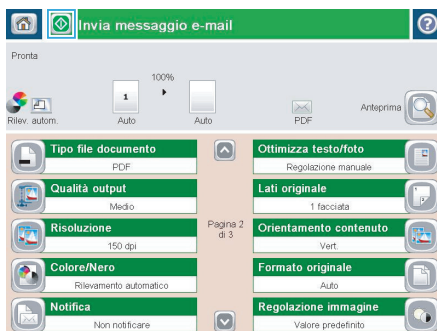 Invia messaggio e-mail
?
Pronta
100%
1
Rilev. autom.
Auto
Auto
PDF
Anteprima
Tipo file documento
PDF
Qualità output
Medio
Risoluzione
150 dpi
Colore/Nero
Rilevamento automatico
Notifica
Non notificare
Pagina 2
di 3
Ottimizza testo/foto
Regolazione manuale
Lati originale
1 facciata
Orientamento contenuto
Vert.
Formato originale
Auto
Regolazione immagine
Valore predefinito